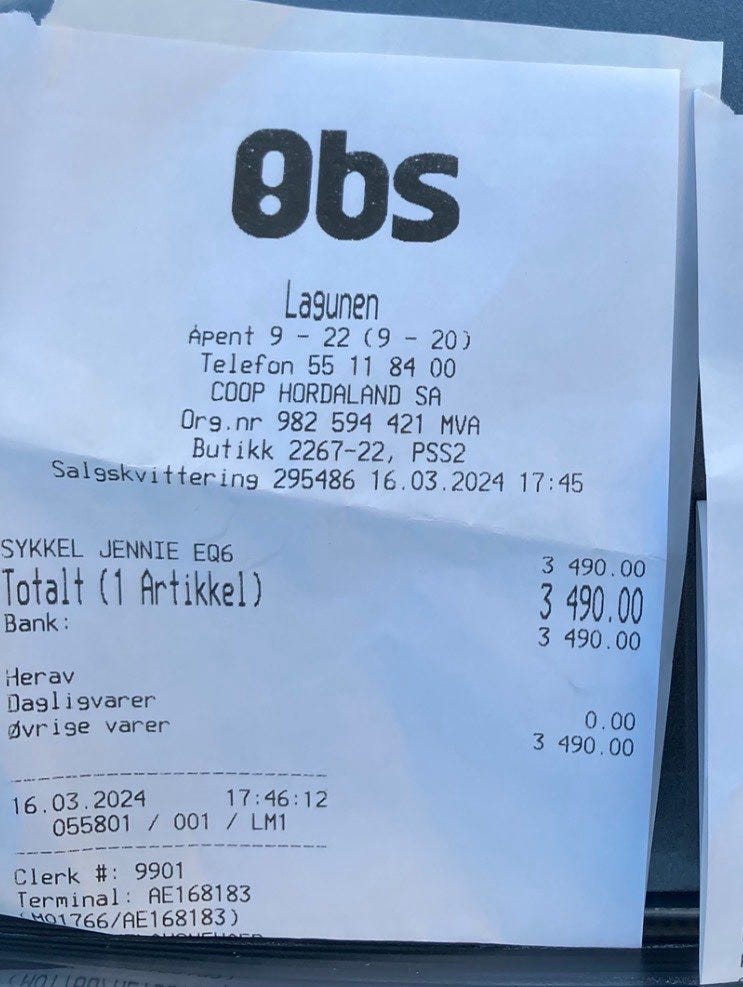 Obs
Lagunen
Åpent 9 - 22 (9 - 20)
Telefon 55 11 84 00
COOP HORDALAND SA
Org.nr 982 594 421 MVA
Butikk 2267-22, PSS2
Salgskvittering 295486 16.03.2024 17:45
SYKKEL JENNIE EQ6 3 490.00
Totalt (1 Artikkel) 3 490.00
Bank: 3 490.00
Herav
Dagligvarer 0.00
Øvrige varer 3 490.00
16.03.2024 17:46:12
055801 / 001 / LM1
Clerk #: 9901
Terminal: AE168183
(M01766/AE168183)